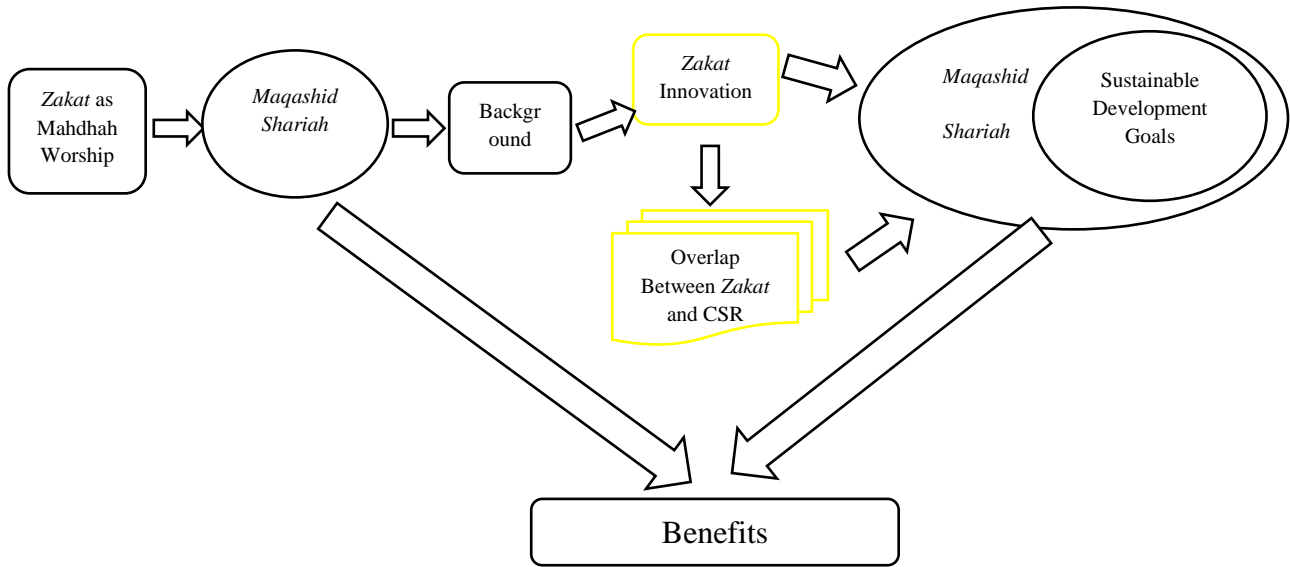 Zakat as
Mahdhah
Worship
Maqashid
Shariah
Backgr
ound
Zakat
Innovation
Overlap
Between Zakat
and CSR
Maqashid
Shariah
Sustainable
Development
Goals
Benefits